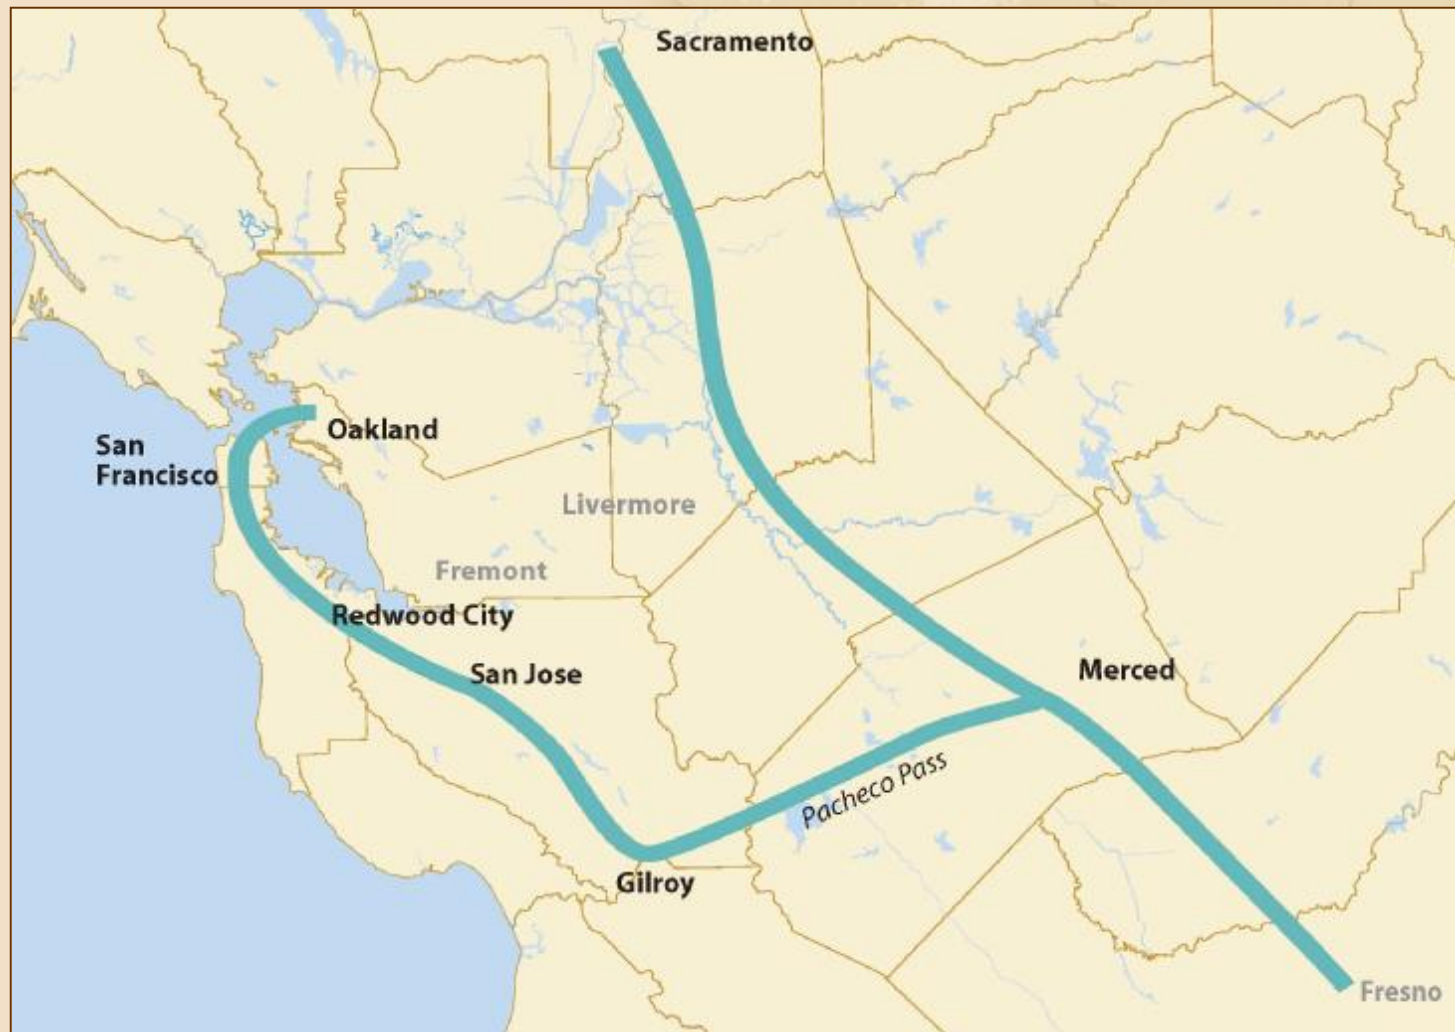 Sacramento
Oakland
San
Francisco
Livermore
Fremont
Redwood City
San Jose
Merced
Pacheco Pass
Gilroy
Fresno